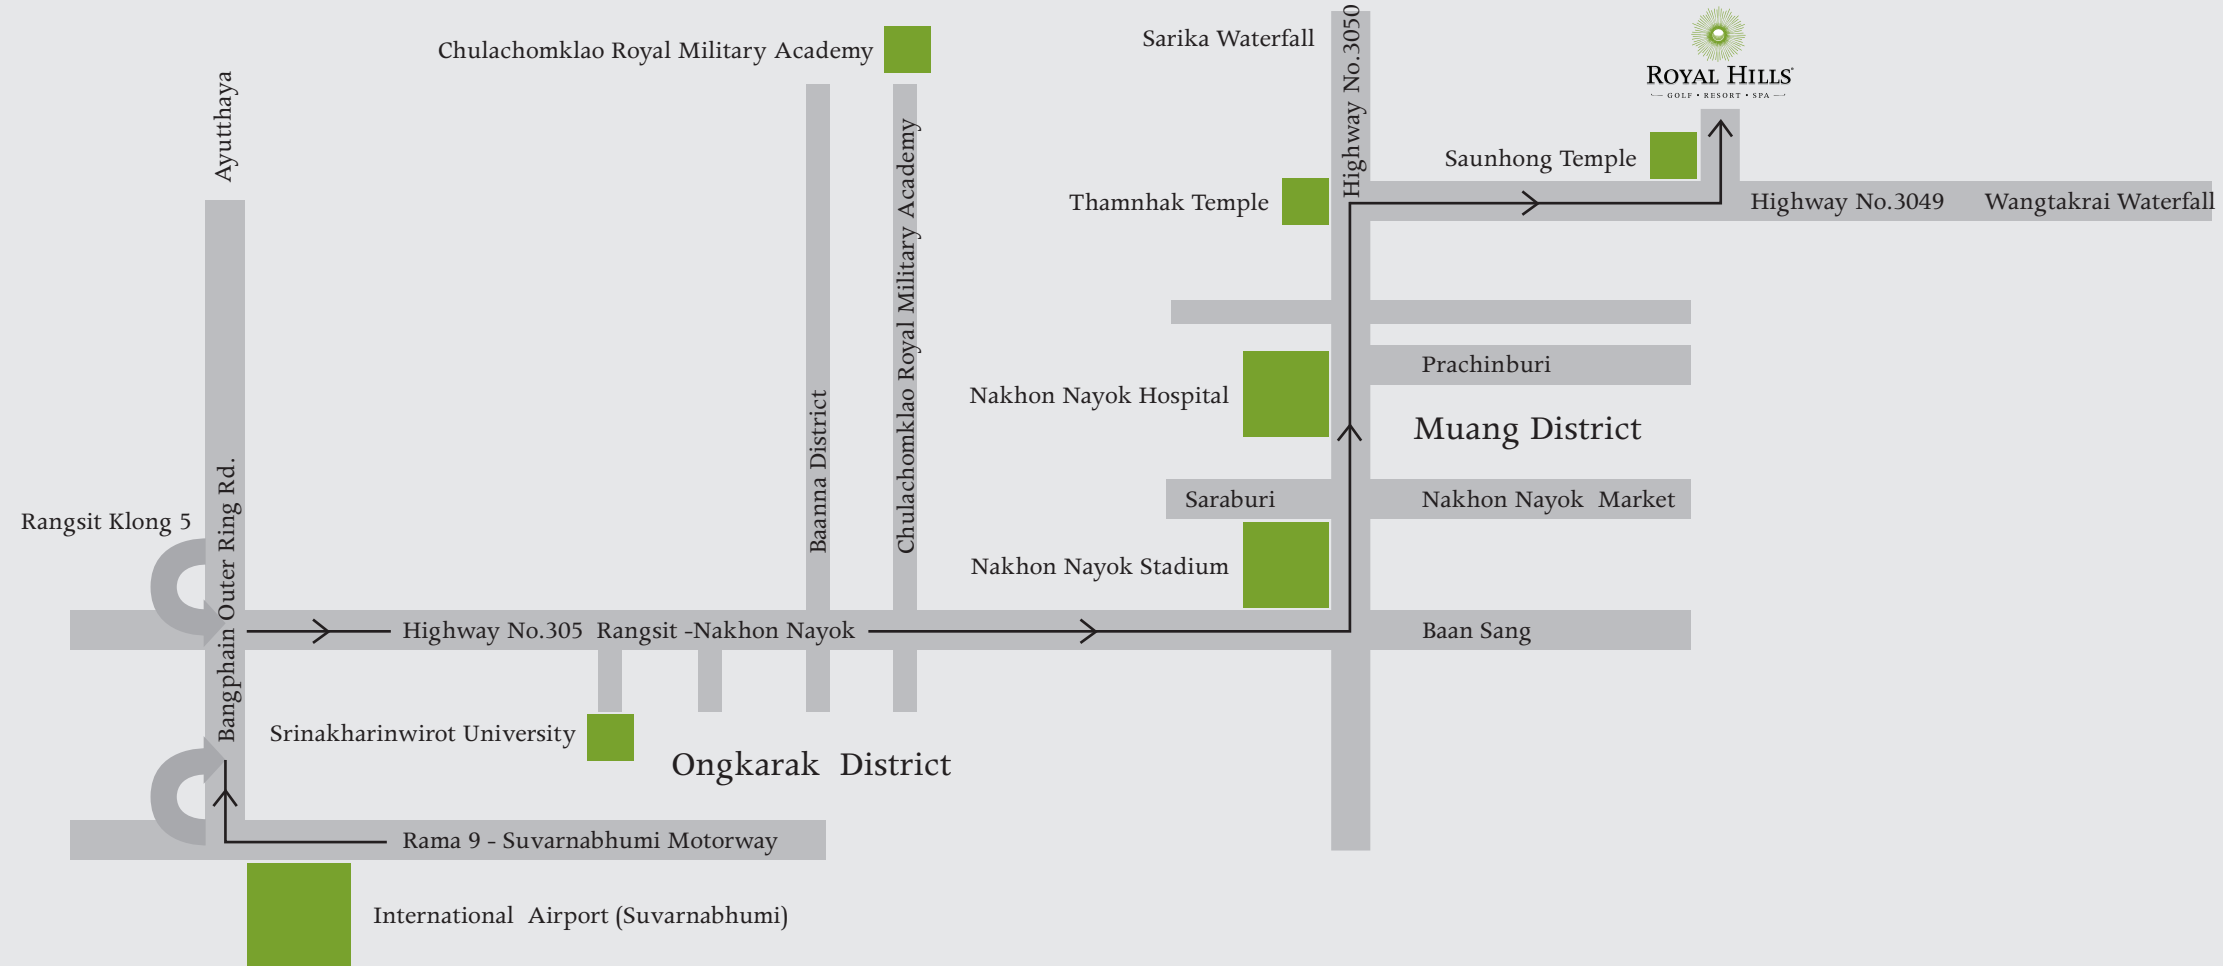 Chulachomklao Royal Military Academy
Sarika Waterfall
Highway No.3050
ROYAL HILLS
GOLF • RESORT • SPA
Ayutthaya
Saunhong Temple
Thamnhak Temple
Highway No.3049
Wangtakrai Waterfall
Chulachomklao Royal Military Academy
Baanna District
Prachinburi
Nakhon Nayok Hospital
Muang District
Saraburi
Nakhon Nayok Market
Rangsit Klong 5
Bangphain Outer Ring Rd.
Nakhon Nayok Stadium
Highway No.305 Rangsit -Nakhon Nayok
Baan Sang
Srinakharinwirot University
Ongkarak District
Rama 9 - Suvarnabhumi Motorway
International Airport (Suvarnabhumi)